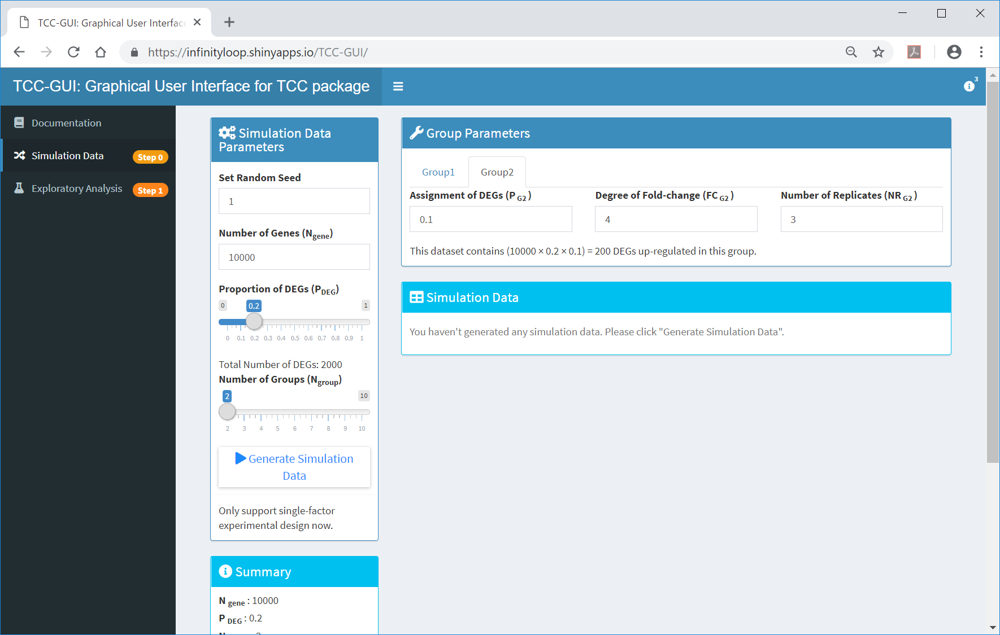 TCC-GUI: Graphical User Interface
https://infinityloop.shinyapps.io/TCC-GUI/
TCC-GUI: Graphical User Interface for TCC package
3
Documentation
Simulation Data
Step 0
Exploratory Analysis
Step 1
Simulation Data
Parameters
Set Random Seed
1
Number of Genes (Ngene)
10000
Proportion of DEGs (PDEG)
0 0.2 1
0 0.1 0.2 0.3 0.4 0.5 0.6 0.7 0.8 0.9 1
Total Number of DEGs: 2000
Number of Groups (Ngroup)
2 10
2 3 4 5 6 7 8 9 10
Generate Simulation
Data
Only support single-factor
experimental design now.
Summary
N gene : 10000
P DEG : 0.2
Group Parameters
Group1 Group2
Assignment of DEGs (P G2 ) Degree of Fold-change (FC G2 ) Number of Replicates (NR G2 )
0.1 4 3
This dataset contains (10000 × 0.2 × 0.1) = 200 DEGs up-regulated in this group.
Simulation Data
You haven't generated any simulation data. Please click "Generate Simulation Data".